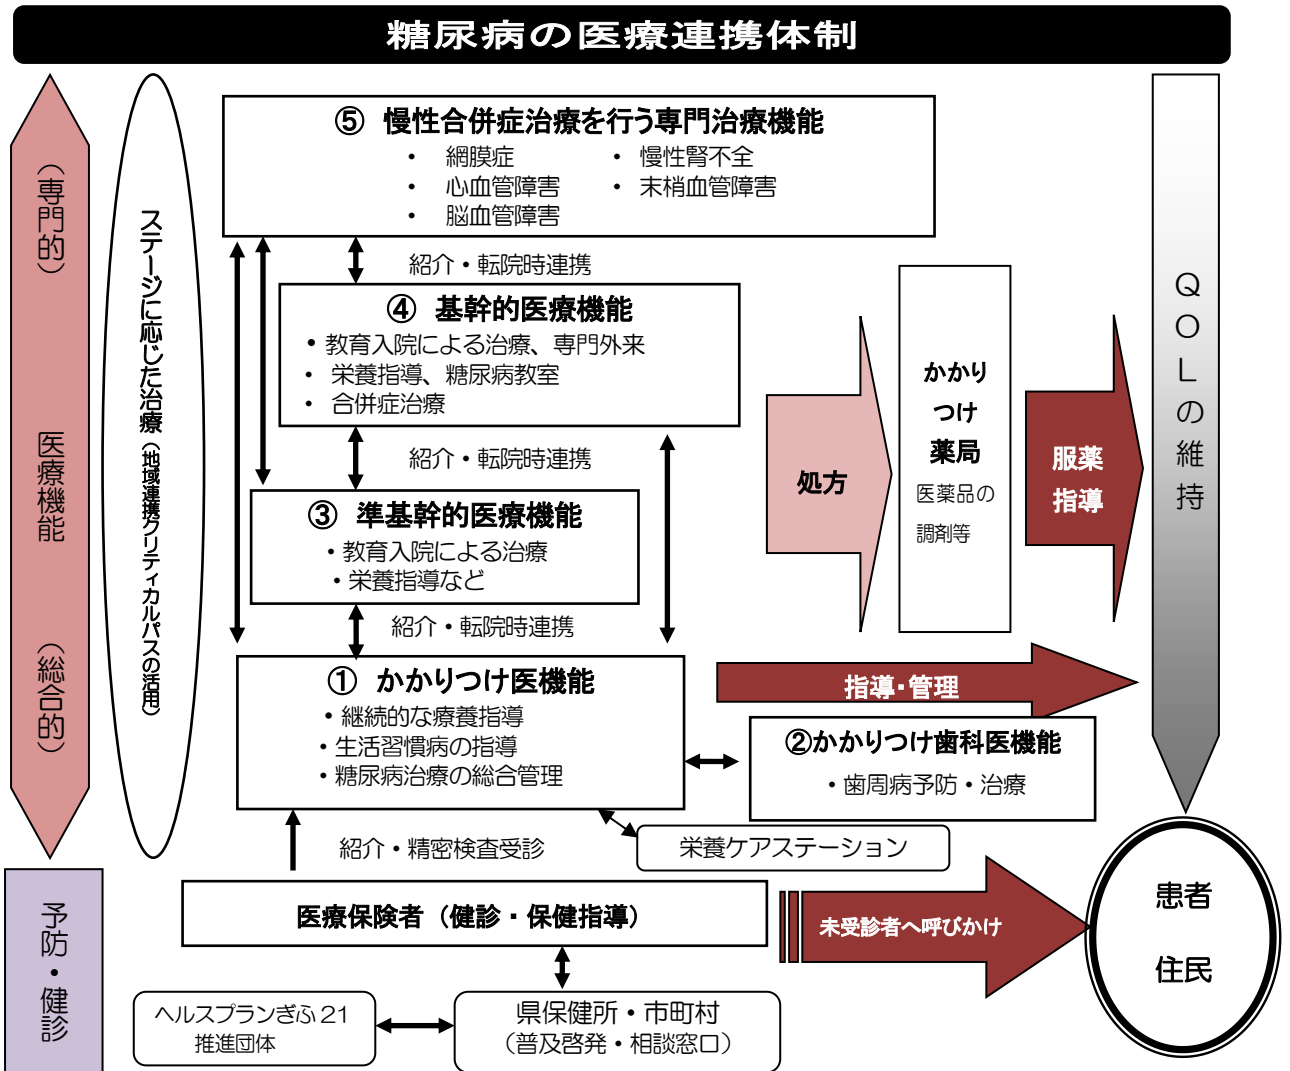 糖尿病の医療連携体制
（専門的）
医療機能
（総合的）
ステージに応じた治療（地域連携クリティカルパスの活用）
⑤ 慢性合併症治療を行う専門治療機能
・ 網膜症
・ 慢性腎不全
・ 心血管障害
・ 末梢血管障害
・ 脳血管障害
紹介・転院時連携
④ 基幹的医療機能
・教育入院による治療、専門外来
・ 栄養指導、糖尿病教室
・ 合併症治療
紹介・転院時連携
③ 準基幹的医療機能
・教育入院による治療
・栄養指導など
紹介・転院時連携
① かかりつけ医機能
・継続的な療養指導
・生活習慣病の指導
・糖尿病治療の総合管理
処方
かかり
つけ
薬局
医薬品の
調剤等
服薬
指導
QOLの維持
指導・管理
②かかりつけ歯科医機能
・歯周病予防・治療
栄養ケアステーション
紹介・精密検査受診
予防・健診
医療保険者（健診・保健指導）
未受診者へ呼びかけ
患者
住民
ヘルスプランぎふ21
推進団体
県保健所・市町村
（普及啓発・相談窓口）